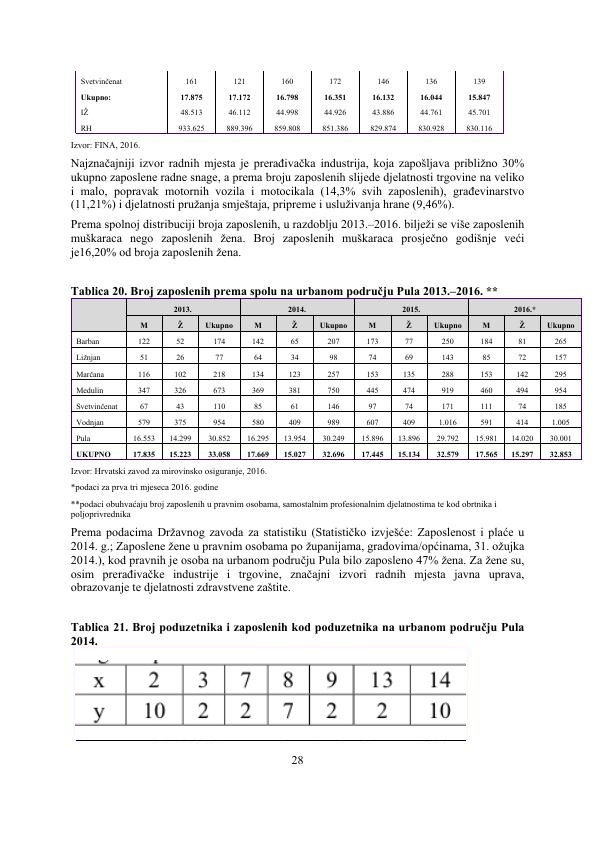 Svetvinčenat 161 121 160 172 146 136 139
Ukupno: 17.875 17.172 16.798 16.351 16.132 16.044 15.847
IŽ 48.513 46.112 44.998 44.926 43.886 44.761 45.701
RH 933.625 889.396 859.808 851.386 829.874 830.928 830.116
Izvor: FINA, 2016.
Najznačajniji izvor radnih mjesta je prerađivačka industrija, koja zapošljava približno 30%
ukupno zaposlene radne snage, a prema broju zaposlenih slijede djelatnosti trgovine na veliko
i malo, popravak motornih vozila i motocikala (14,3% svih zaposlenih), građevinarstvo
(11,21%) i djelatnosti pružanja smještaja, pripreme i usluživanja hrane (9,46%).
Prema spolnoj distribuciji broja zaposlenih, u razdoblju 2013.–2016. bilježi se više zaposlenih
muškaraca nego zaposlenih žena. Broj zaposlenih muškaraca prosječno godišnje veći
je16,20% od broja zaposlenih žena.
Tablica 20. Broj zaposlenih prema spolu na urbanom području Pula 2013.–2016. **
2013. 2014. 2015. 2016.*
M Ž Ukupno M Ž Ukupno M Ž Ukupno M Ž Ukupno
Barban 122 52 174 142 65 207 173 77 250 184 81 265
Ližnjan 51 26 77 64 34 98 74 69 143 85 72 157
Marčana 116 102 218 134 123 257 153 135 288 153 142 295
Medulin 347 326 673 369 381 750 445 474 919 460 494 954
Svetvinčenat 67 43 110 85 61 146 97 74 171 111 74 185
Vodnjan 579 375 954 580 409 989 607 409 1.016 591 414 1.005
Pula 16.553 14.299 30.852 16.295 13.954 30.249 15.896 13.896 29.792 15.981 14.020 30.001
UKUPNO 17.835 15.223 33.058 17.669 15.027 32.696 17.445 15.134 32.579 17.565 15.297 32.853
Izvor: Hrvatski zavod za mirovinsko osiguranje, 2016.
*podaci za prva tri mjeseca 2016. godine
**podaci obuhvaćaju broj zaposlenih u pravnim osobama, samostalnim profesionalnim djelatnostima te kod obrtnika i
poljoprivrednika
Prema podacima Državnog zavoda za statistiku (Statističko izvješće: Zaposlenost i plaće u
2014. g.; Zaposlene žene u pravnim osobama po županijama, gradovima/općinama, 31. ožujka
2014.), kod pravnih je osoba na urbanom području Pula bilo zaposleno 47% žena. Za žene su,
osim prerađivačke industrije i trgovine, značajni izvori radnih mjesta javna uprava,
obrazovanje te djelatnosti zdravstvene zaštite.
Tablica 21. Broj poduzetnika i zaposlenih kod poduzetnika na urbanom području Pula
2014.
x 2 3 7 8 9 13 14
y 10 2 2 7 2 2 10
28